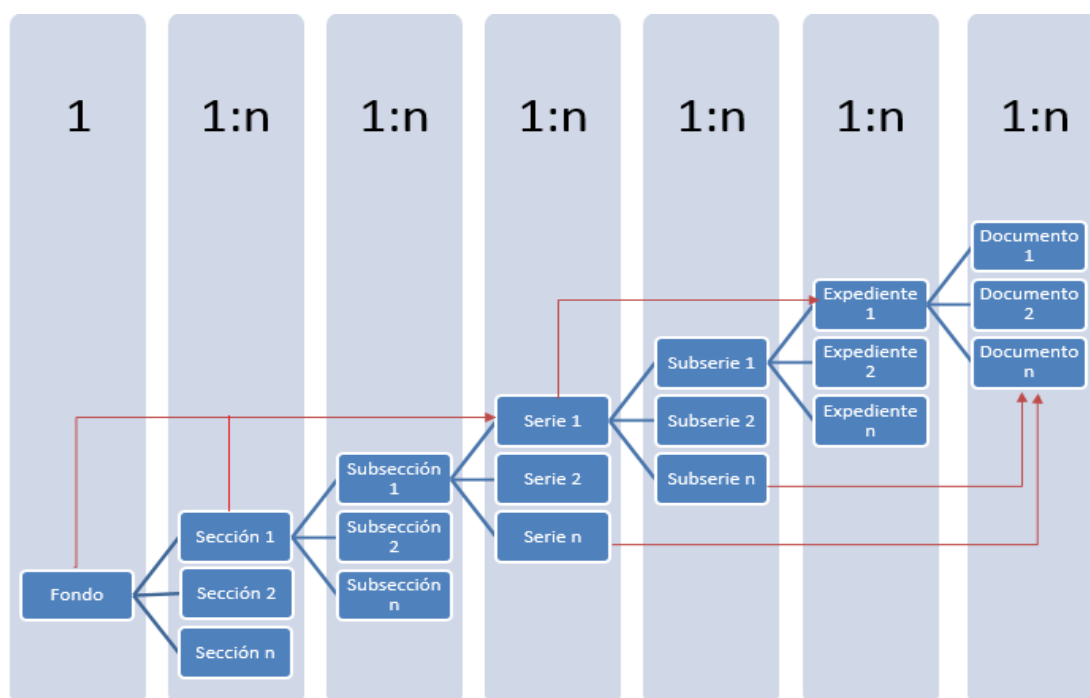 1
1:n
1:n
1:n
1:n
1:n
1:n
Fondo
Sección 1
Sección 2
Sección n
Subsección
1
Subsección
2
Subsección
n
Serie 1
Serie 2
Serie n
Subserie 1
Subserie 2
Subserie n
Expediente
1
Expediente
2
Expediente
n
Documento
1
Documento
2
Documento
n